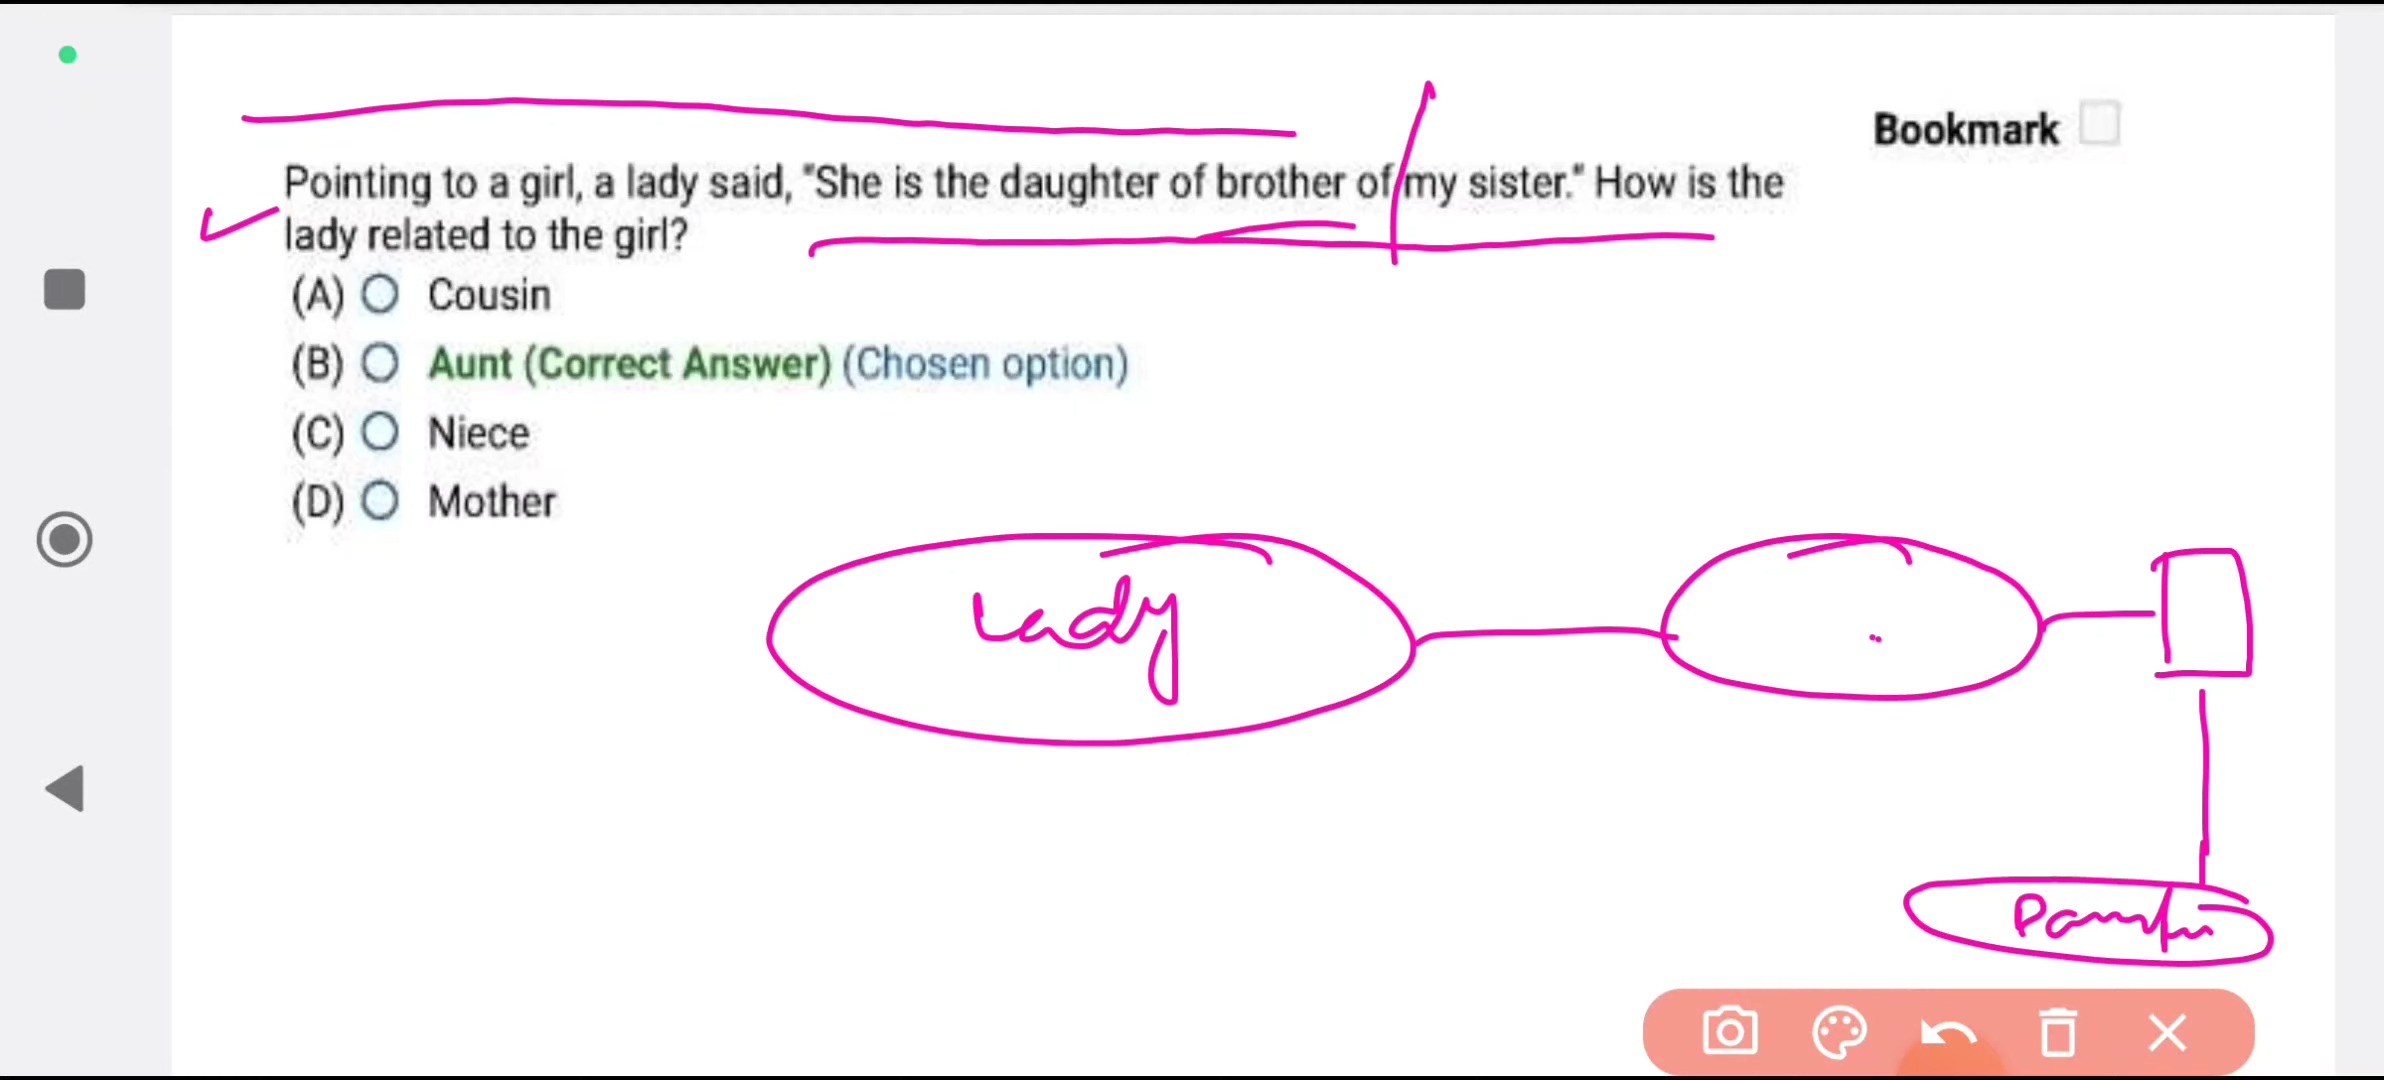 Bookmark
Pointing to a girl, a lady said, "She is the daughter of brother of my sister." How is the
lady related to the girl?
(A) Cousin
(B) Aunt (Correct Answer) (Chosen option)
(C) Niece
(D) Mother
Lady